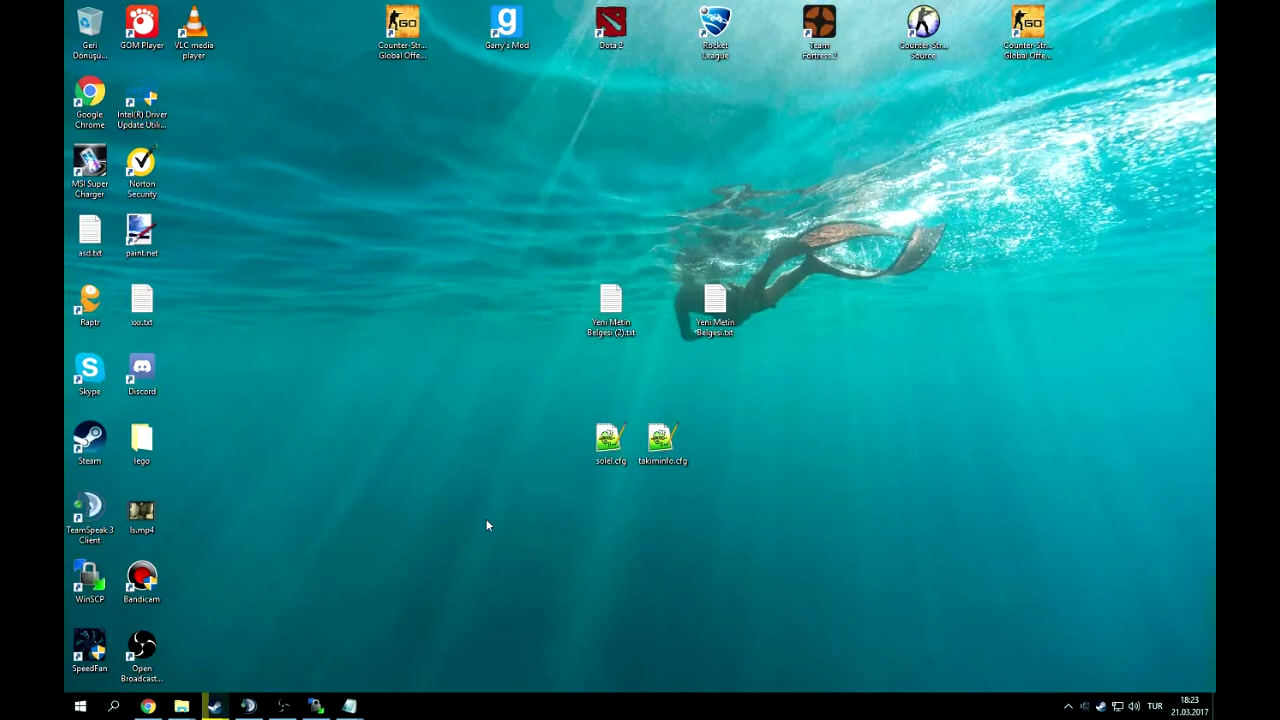 Geri
Dönüşü...
GOM Player
VLC media
player
Counter-Str...
Global Offe...
Garry's Mod
Dota 2
Rocket
League
Team
Fortress 2
Counter-Str...
Source
Counter-Str...
Global Offe...
Google
Chrome
Intel(R) Driver
Update Utili...
MSI Super
Charger
Norton
Security
asd.txt
paint.net
Raptr
xxx.txt
Yeni Metin
Belgesi (2).txt
Yeni Metin
Belgesi.txt
Skype
Discord
Steam
lego
solel.cfg
takiminfo.cfg
TeamSpeak 3
Client
ls.mp4
WinSCP
Bandicam
SpeedFan
Open
Broadcast...
TUR
18:23
21.03.2017